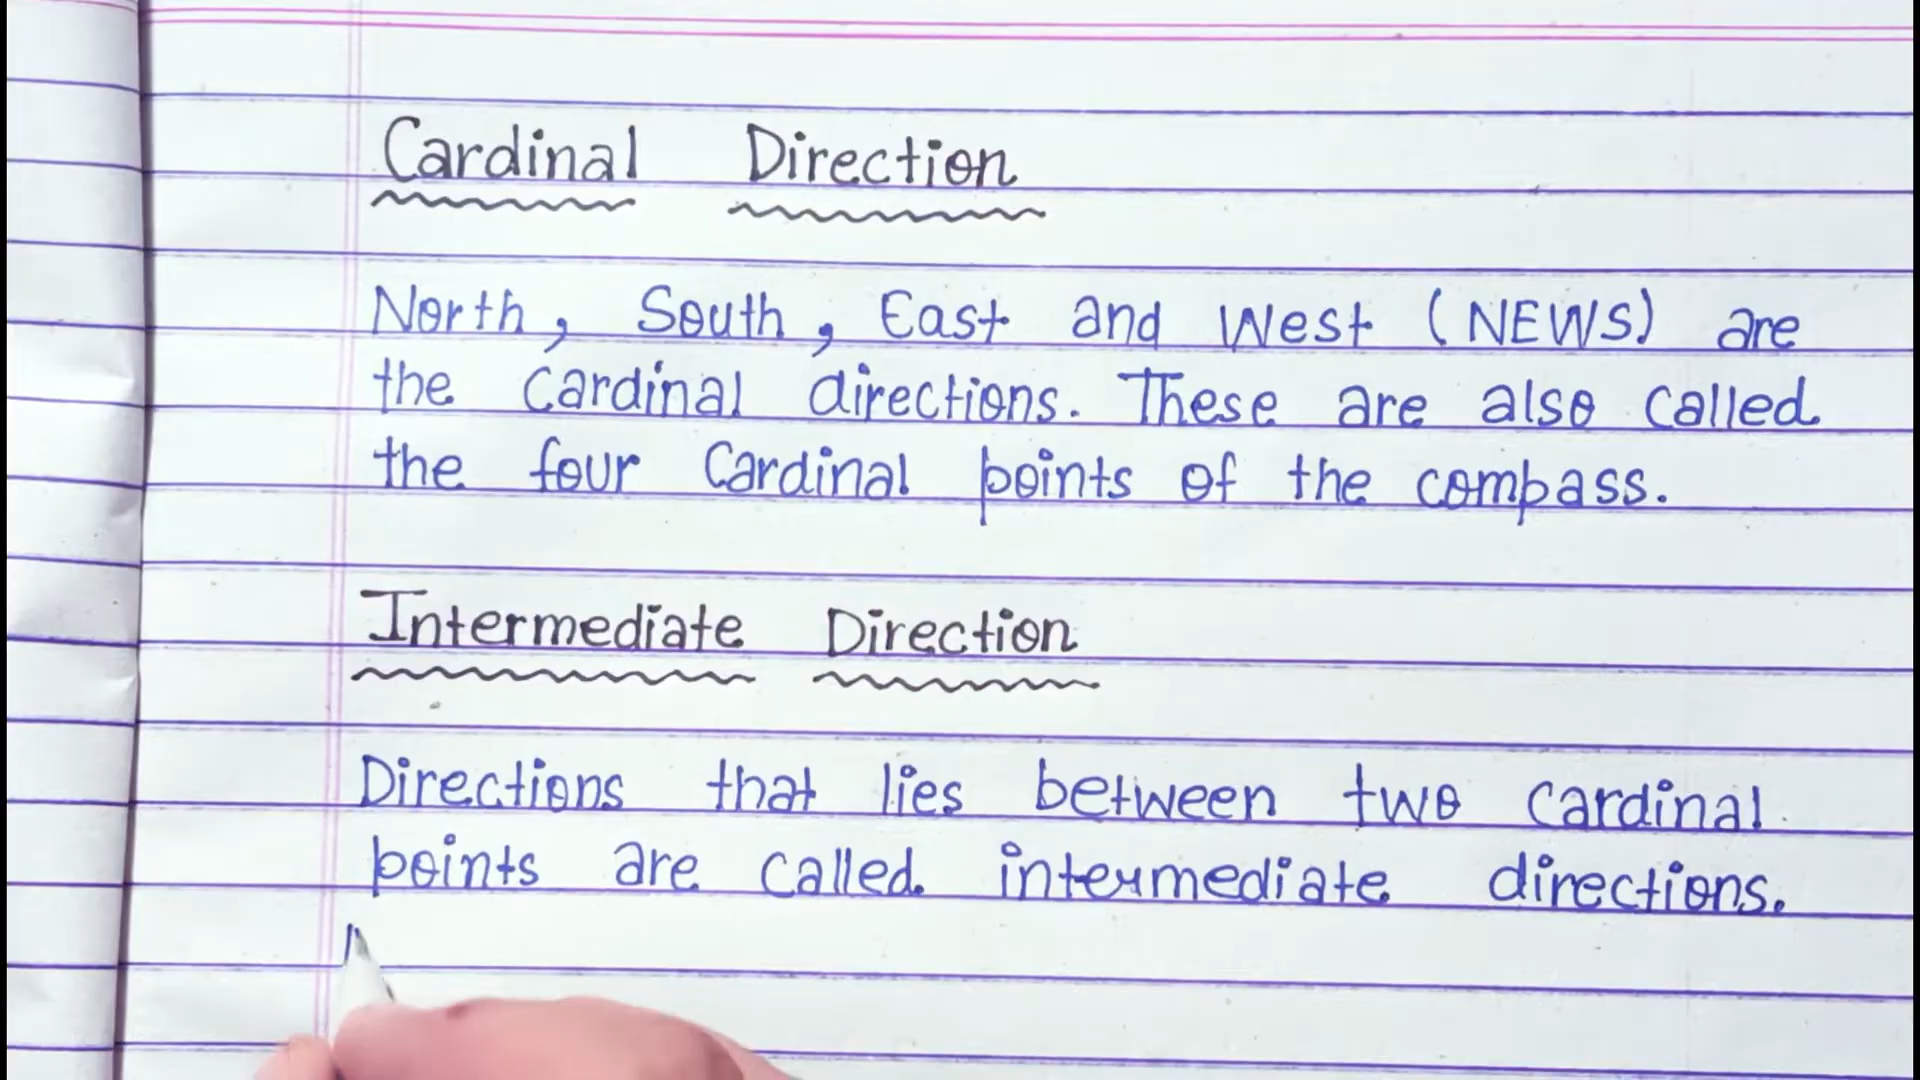 Cardinal Direction
North, South, East and West (NEWS) are
the cardinal directions. These are also called
the four Cardinal points of the compass.
Intermediate Direction
Directions that lies between two cardinal
points are called intermediate directions.